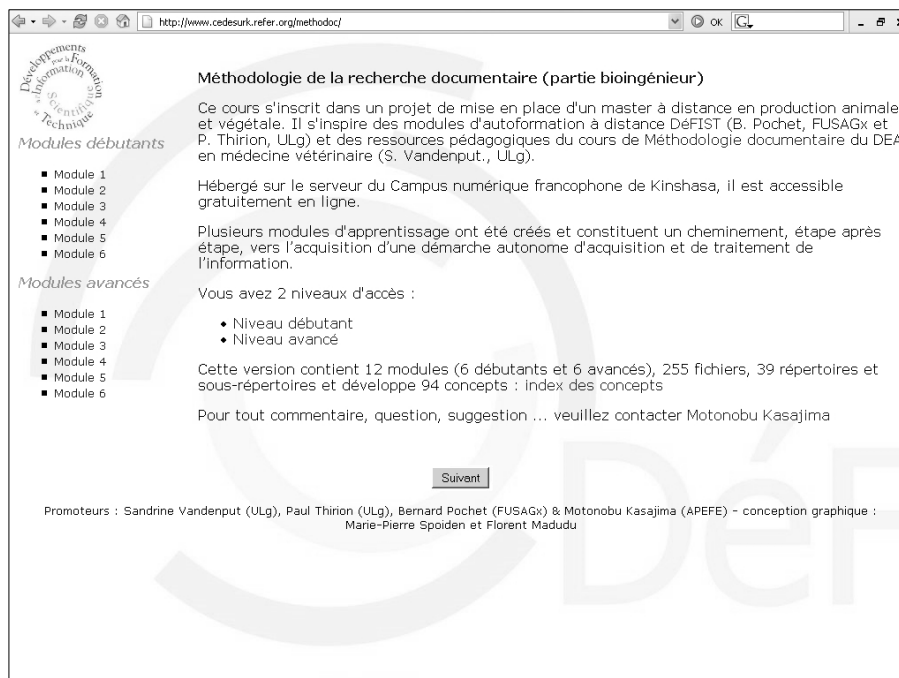 http://www.cedesurk.refer.org/methodoc/
OK
G
Développements
pour la Formation
à l'Information
Scientifique
& Technique
Modules débutants
Module 1
Module 2
Module 3
Module 4
Module 5
Module 6
Modules avancés
Module 1
Module 2
Module 3
Module 4
Module 5
Module 6
Méthodologie de la recherche documentaire (partie bioingénieur)
Ce cours s'inscrit dans un projet de mise en place d'un master à distance en production animale
et végétale. Il s'inspire des modules d'autoformation à distance DéFIST (B. Pochet, FUSAGx et
P. Thirion, ULg) et des ressources pédagogiques du cours de Méthodologie documentaire du DEA
en médecine vétérinaire (S. Vandenput., ULg).
Hébergé sur le serveur du Campus numérique francophone de Kinshasa, il est accessible
gratuitement en ligne.
Plusieurs modules d'apprentissage ont été créés et constituent un cheminement, étape après
étape, vers l'acquisition d'une démarche autonome d'acquisition et de traitement de
l'information.
Vous avez 2 niveaux d'accès :
Niveau débutant
Niveau avancé
Cette version contient 12 modules (6 débutants et 6 avancés), 255 fichiers, 39 répertoires et
sous-répertoires et développe 94 concepts : index des concepts
Pour tout commentaire, question, suggestion ... veuillez contacter Motonobu Kasajima
Suivant
Promoteurs : Sandrine Vandenput (ULg), Paul Thirion (ULg), Bernard Pochet (FUSAGx) & Motonobu Kasajima (APEFE) - conception graphique :
Marie-Pierre Spoiden et Florent Madudu
DéF